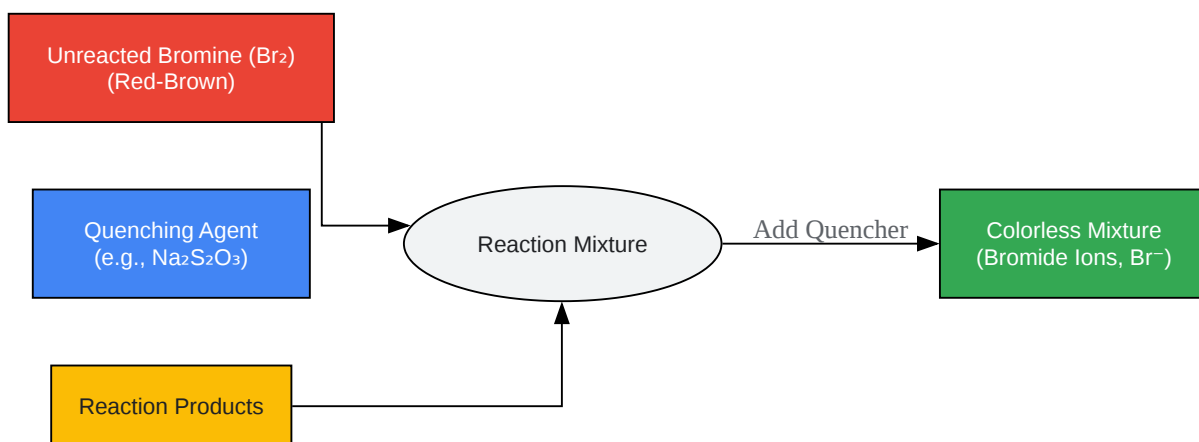 Unreacted Bromine (Br₂)
(Red-Brown)
Quenching Agent
(e.g., Na₂S₂O₃)
Reaction Products
Reaction Mixture
Add Quencher
Colorless Mixture
(Bromide Ions, Br⁻)